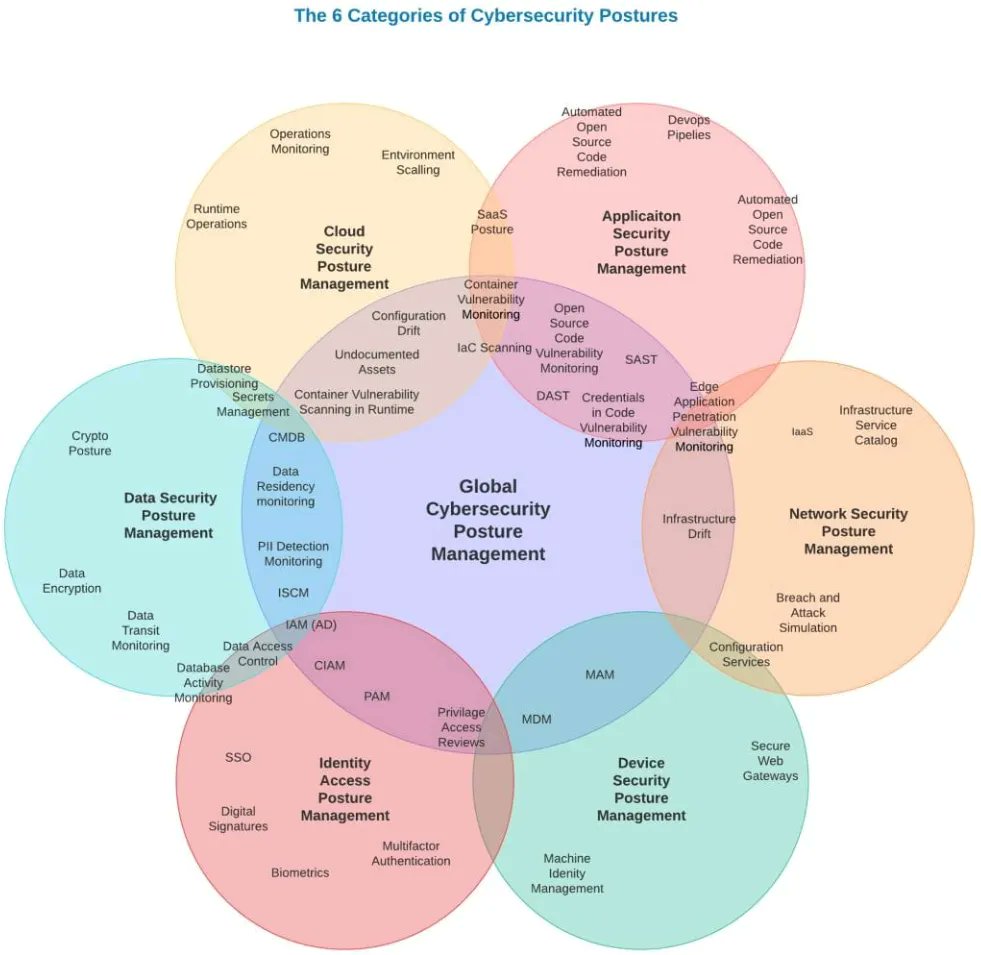 The 6 Categories of Cybersecurity Postures
Operations
Monitoring
Entvironment
Scalling
Runtime
Operations
Cloud
Security
Posture
Management
SaaS
Posture
Automated
Open
Source
Code
Remediation
Devops
Pipelies
Applicaiton
Security
Posture
Management
Automated
Open
Source
Code
Remediation
Configuration
Drift
Undocumented
Assets
Container Vulnerability
Scanning in Runtime
Container
Vulnerability
Monitoring
IaC Scanning
Open
Source
Code
Vulnerability
Monitoring
SAST
DAST
Credentials
in Code
Vulnerability
Monitoring
Edge
Application
Penetration
Vulnerability
Monitoring
Datastore
Provisioning
Secrets
Management
Crypto
Posture
Data Security
Posture
Management
Data
Encryption
Data
Transit
Monitoring
CMDB
Data
Residency
monitoring
PII Detection
Monitoring
ISCM
IAM (AD)
Data Access
Control
Database
Activity
Monitoring
Global
Cybersecurity
Posture
Management
IaaS
Infrastructure
Service
Catalog
Infrastructure
Drift
Network Security
Posture
Management
Breach and
Attack
Simulation
Configuration
Services
CIAM
PAM
Privilage
Access
Reviews
MAM
MDM
SSO
Identity
Access
Posture
Management
Digital
Signatures
Multifactor
Authentication
Biometrics
Device
Security
Posture
Management
Secure
Web
Gateways
Machine
Idenity
Management